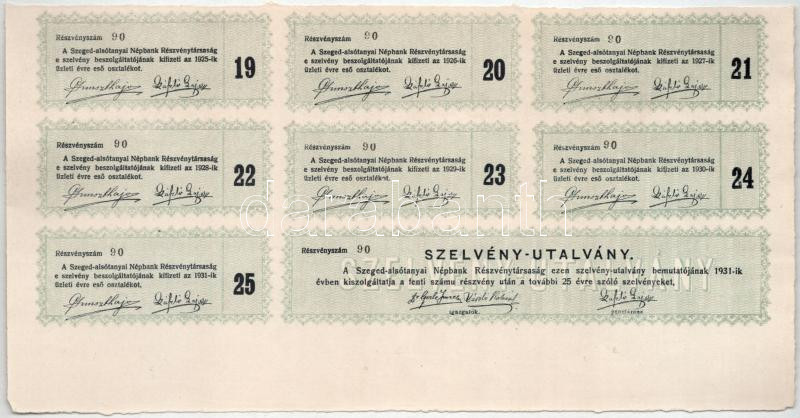 Részvényszám 90
A Szeged-alsótanyai Népbank Részvénytársaság
e szelvény beszolgáltatójának kifizeti az 1925-ik
üzleti évre eső osztalékot.
19
Részvényszám 90
A Szeged-alsótanyai Népbank Részvénytársaság
e szelvény beszolgáltatójának kifizeti az 1926-ik
üzleti évre eső osztalékot.
20
Részvényszám 90
A Szeged-alsótanyai Népbank Részvénytársaság
e szelvény beszolgáltatójának kifizeti az 1927-ik
üzleti évre eső osztalékot.
21
Részvényszám 90
A Szeged-alsótanyai Népbank Részvénytársaság
e szelvény beszolgáltatójának kifizeti az 1928-ik
üzleti évre eső osztalékot.
22
Részvényszám 90
A Szeged-alsótanyai Népbank Részvénytársaság
e szelvény beszolgáltatójának kifizeti az 1929-ik
üzleti évre eső osztalékot.
23
Részvényszám 90
A Szeged-alsótanyai Népbank Részvénytársaság
e szelvény beszolgáltatójának kifizeti az 1930-ik
üzleti évre eső osztalékot.
24
darabanth
Részvényszám 90
A Szeged-alsótanyai Népbank Részvénytársaság
e szelvény beszolgáltatójának kifizeti az 1931-ik
üzleti évre eső osztalékot.
25
Részvényszám 90
SZELVÉNY-UTALVÁNY.
SZELVÉNY-UTALVÁNY
A Szeged-alsótanyai Népbank Részvénytársaság ezen szelvény-utalvány bemutatójának 1931-ik
évben kiszolgáltatja a fenti számú részvény után a további 25 évre szóló szelvényeket.
igazgatók.